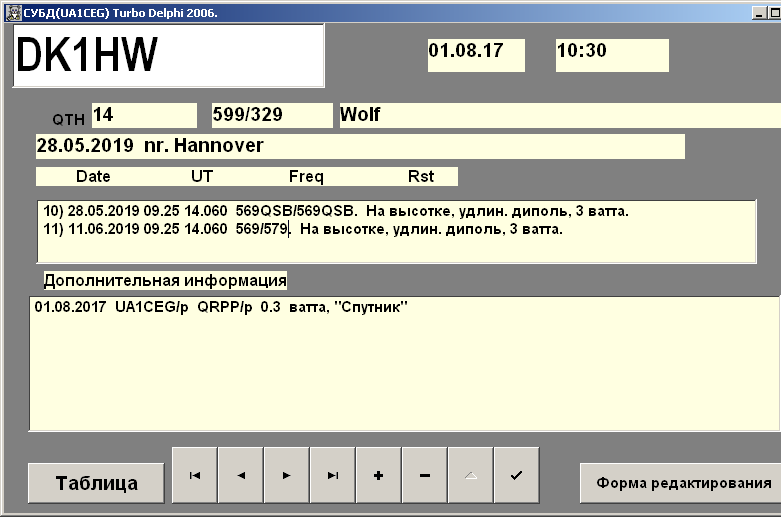 СУБД(UA1CEG) Turbo Delphi 2006.
DK1HW
01.08.17 10:30
QTH 14 599/329 Wolf
28.05.2019 nr. Hannover
Date UT Freq Rst
10) 28.05.2019 09.25 14.060 569QSB/569QSB. На высотке, удлин. диполь, 3 ватта.
11) 11.06.2019 09.25 14.060 569/579. На высотке, удлин. диполь, 3 ватта.
Дополнительная информация
01.08.2017 UA1CEG/p QRPP/p 0.3 ватта, "Спутник"
Таблица
Форма редактирования